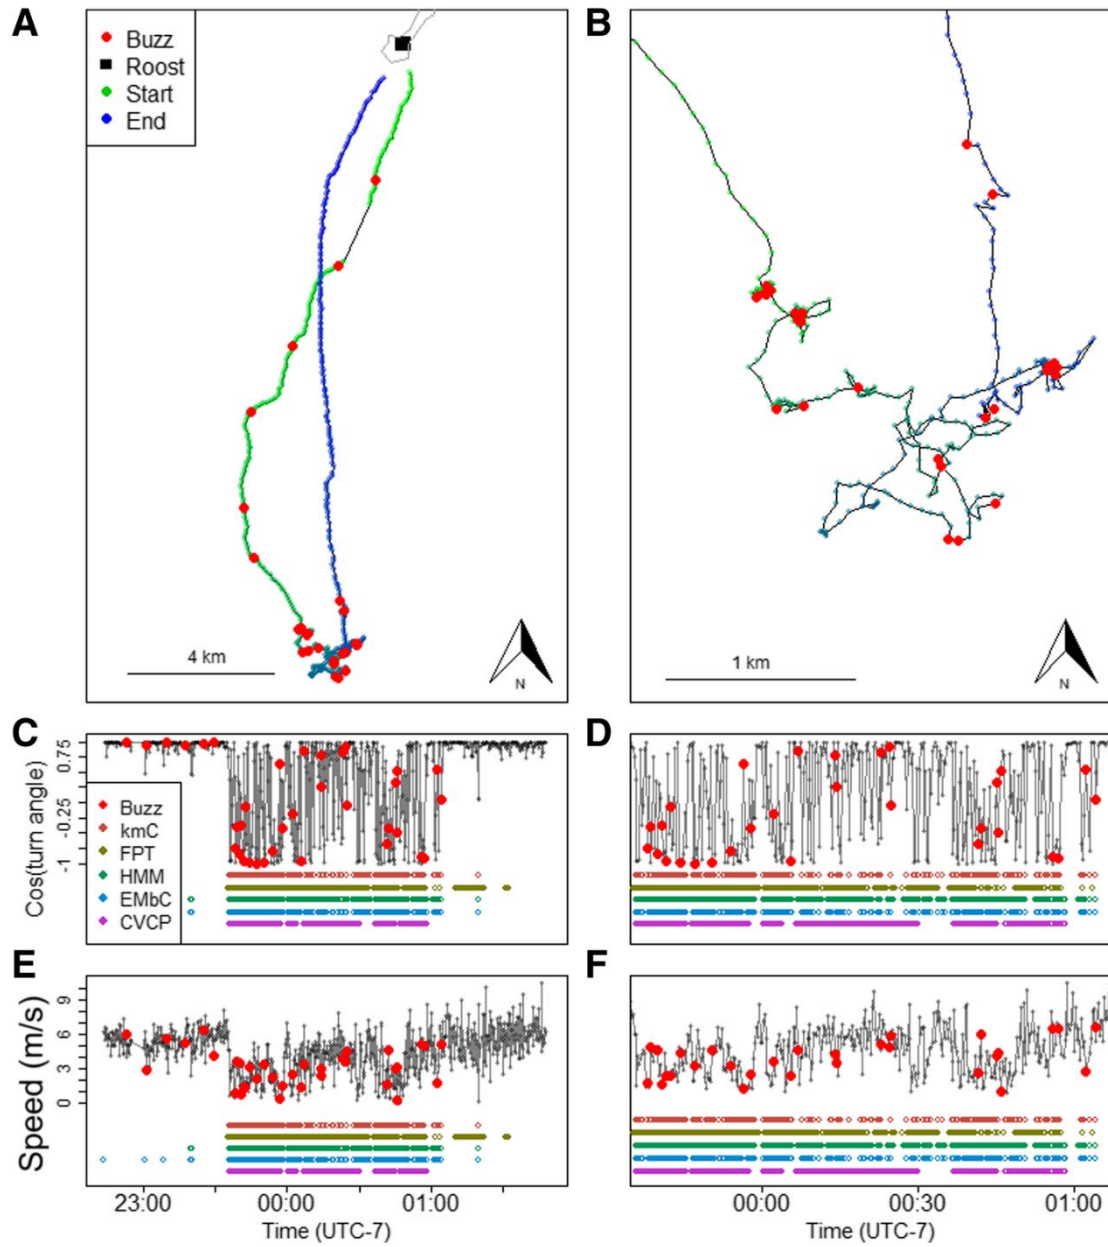 A
B
Buzz
Roost
Start
End
4 km
N
1 km
N
C
D
Cos(turn angle)
0.75
-0.25
-0.25
-1
Buzz
kmC
FPT
HMM
EMbC
CVCP
E
F
Speed (m/s)
9
6
3
0
23:00
00:00
01:00
00:00
00:30
01:00
Time (UTC-7)
Time (UTC-7)